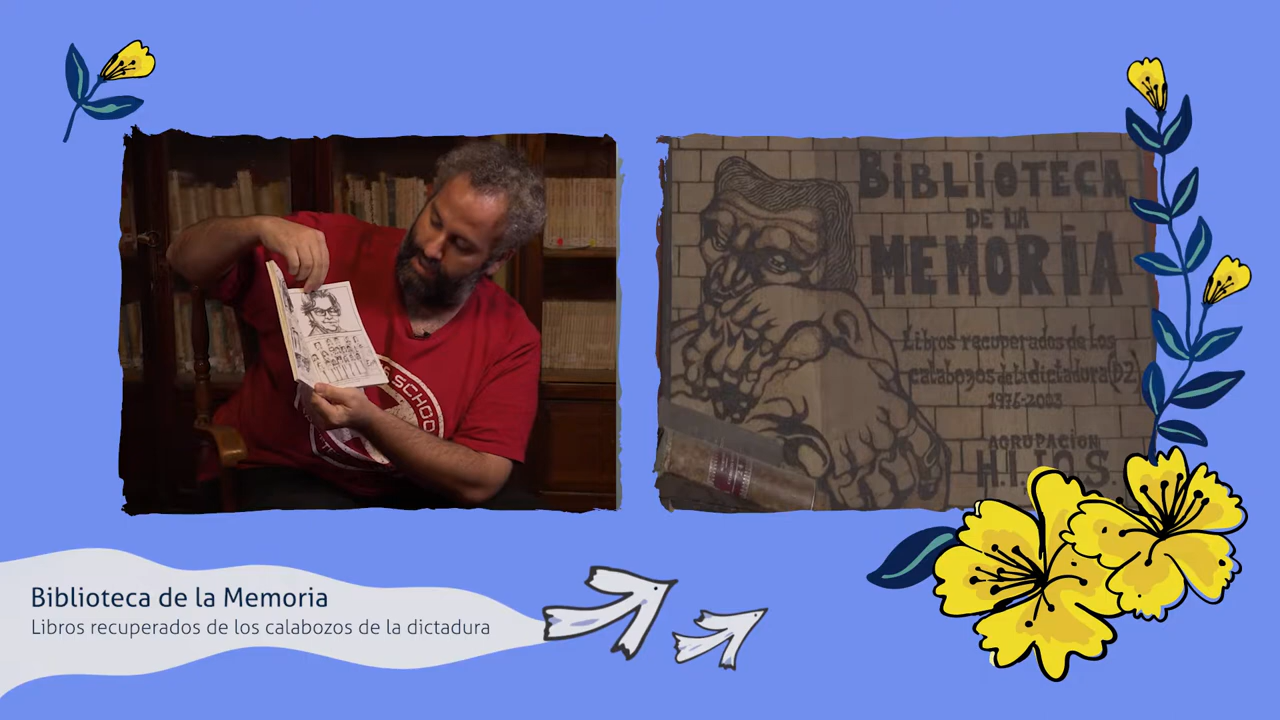 BIBLIOTECA
DE LA
MEMORIA
Libros recuperados de los
calabozos de la dictadura (D2)
1976-2003
AGRUPACION
H.I.J.O.S.
SCHOO
Biblioteca de la Memoria
Libros recuperados de los calabozos de la dictadura